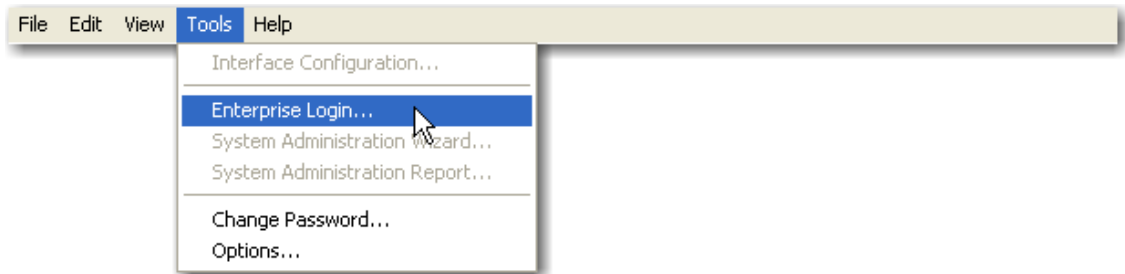 File Edit View Tools Help
Interface Configuration...
Enterprise Login...
System Administration Wizard...
System Administration Report...
Change Password...
Options...